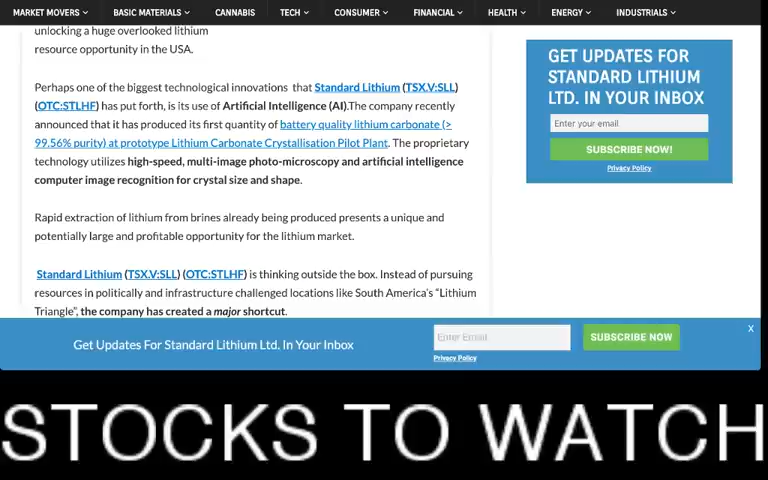 MARKET MOVERS BASIC MATERIALS CANNABIS TECH CONSUMER FINANCIAL HEALTH ENERGY INDUSTRIALS
unlocking a huge overlooked lithium
resource opportunity in the USA.
Perhaps one of the biggest technological innovations that Standard Lithium (TSX.V:SLL)
(OTC:STLHF) has put forth, is its use of Artificial Intelligence (AI).The company recently
announced that it has produced its first quantity of battery quality lithium carbonate (>
99.56% purity) at prototype Lithium Carbonate Crystallisation Pilot Plant. The proprietary
technology utilizes high-speed, multi-image photo-microscopy and artificial intelligence
computer image recognition for crystal size and shape.
Rapid extraction of lithium from brines already being produced presents a unique and
potentially large and profitable opportunity for the lithium market.
Standard Lithium (TSX.V:SLL) (OTC:STLHF) is thinking outside the box. Instead of pursuing
resources in politically and infrastructure challenged locations like South America's “Lithium
Triangle”, the company has created a major shortcut.
GET UPDATES FOR
STANDARD LITHIUM
LTD. IN YOUR INBOX
Enter your email
SUBSCRIBE NOW!
Privacy Policy
X
Get Updates For Standard Lithium Ltd. In Your Inbox
Enter Email
SUBSCRIBE NOW
Privacy Policy
STOCKS TO WATCH